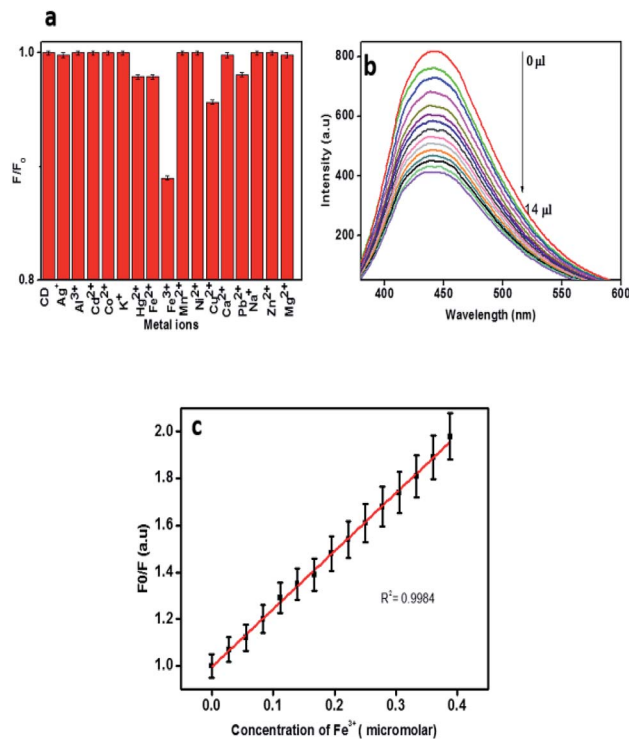 a
1.0
F/Fo
0.8
CD
Ag+
Al3+
Cd2+
Co2+
K+
Hg2+
Fe2+
Fe3+
Mn2+
Ni2+
Cu2+
Ca2+
Pb2+
Na+
Zn2+
Mg2+
Metal ions
b
800
600
400
200
Intensity (a.u)
0 µl
14 µl
400 450 500 550 600
Wavelength (nm)
c
2.0
1.8
1.6
1.4
1.2
1.0
F0/F (a.u)
R2= 0.9984
0.0 0.1 0.2 0.3 0.4
Concentration of Fe3+ ( micromolar)